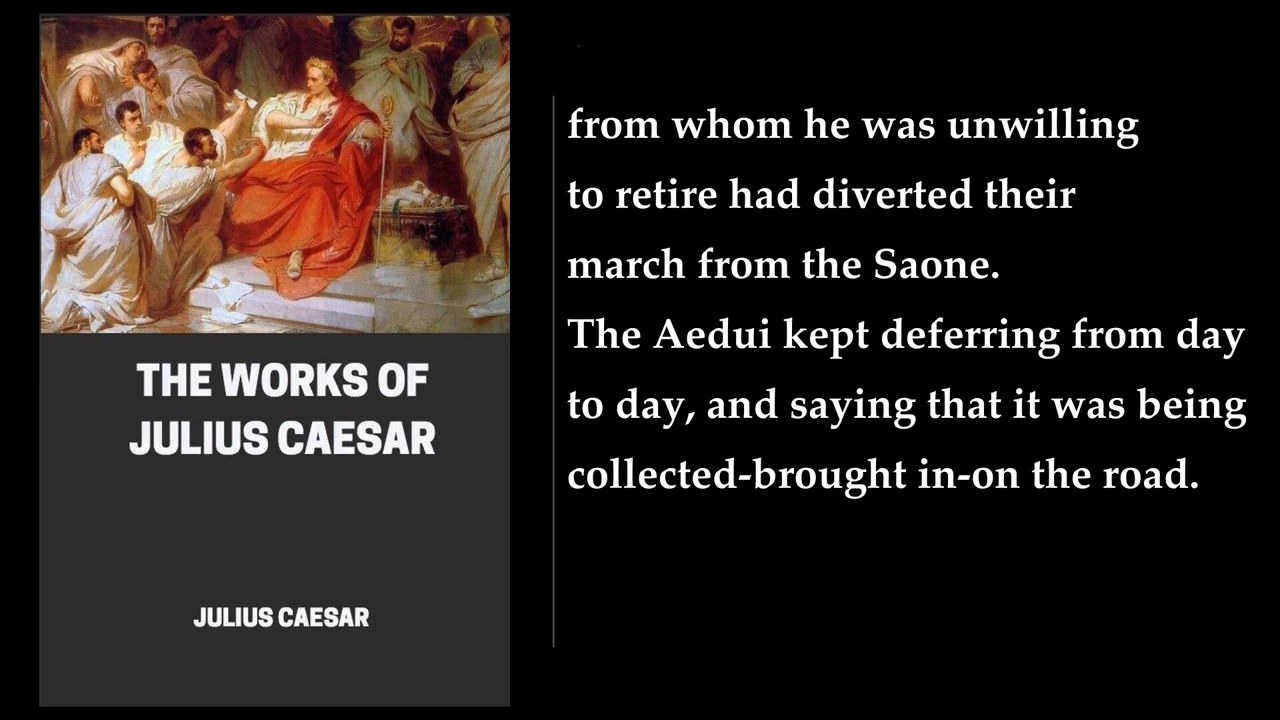 THE WORKS OF
JULIUS CAESAR
JULIUS CAESAR
from whom he was unwilling
to retire had diverted their
march from the Saone.
The Aedui kept deferring from day
to day, and saying that it was being
collected-brought in-on the road.